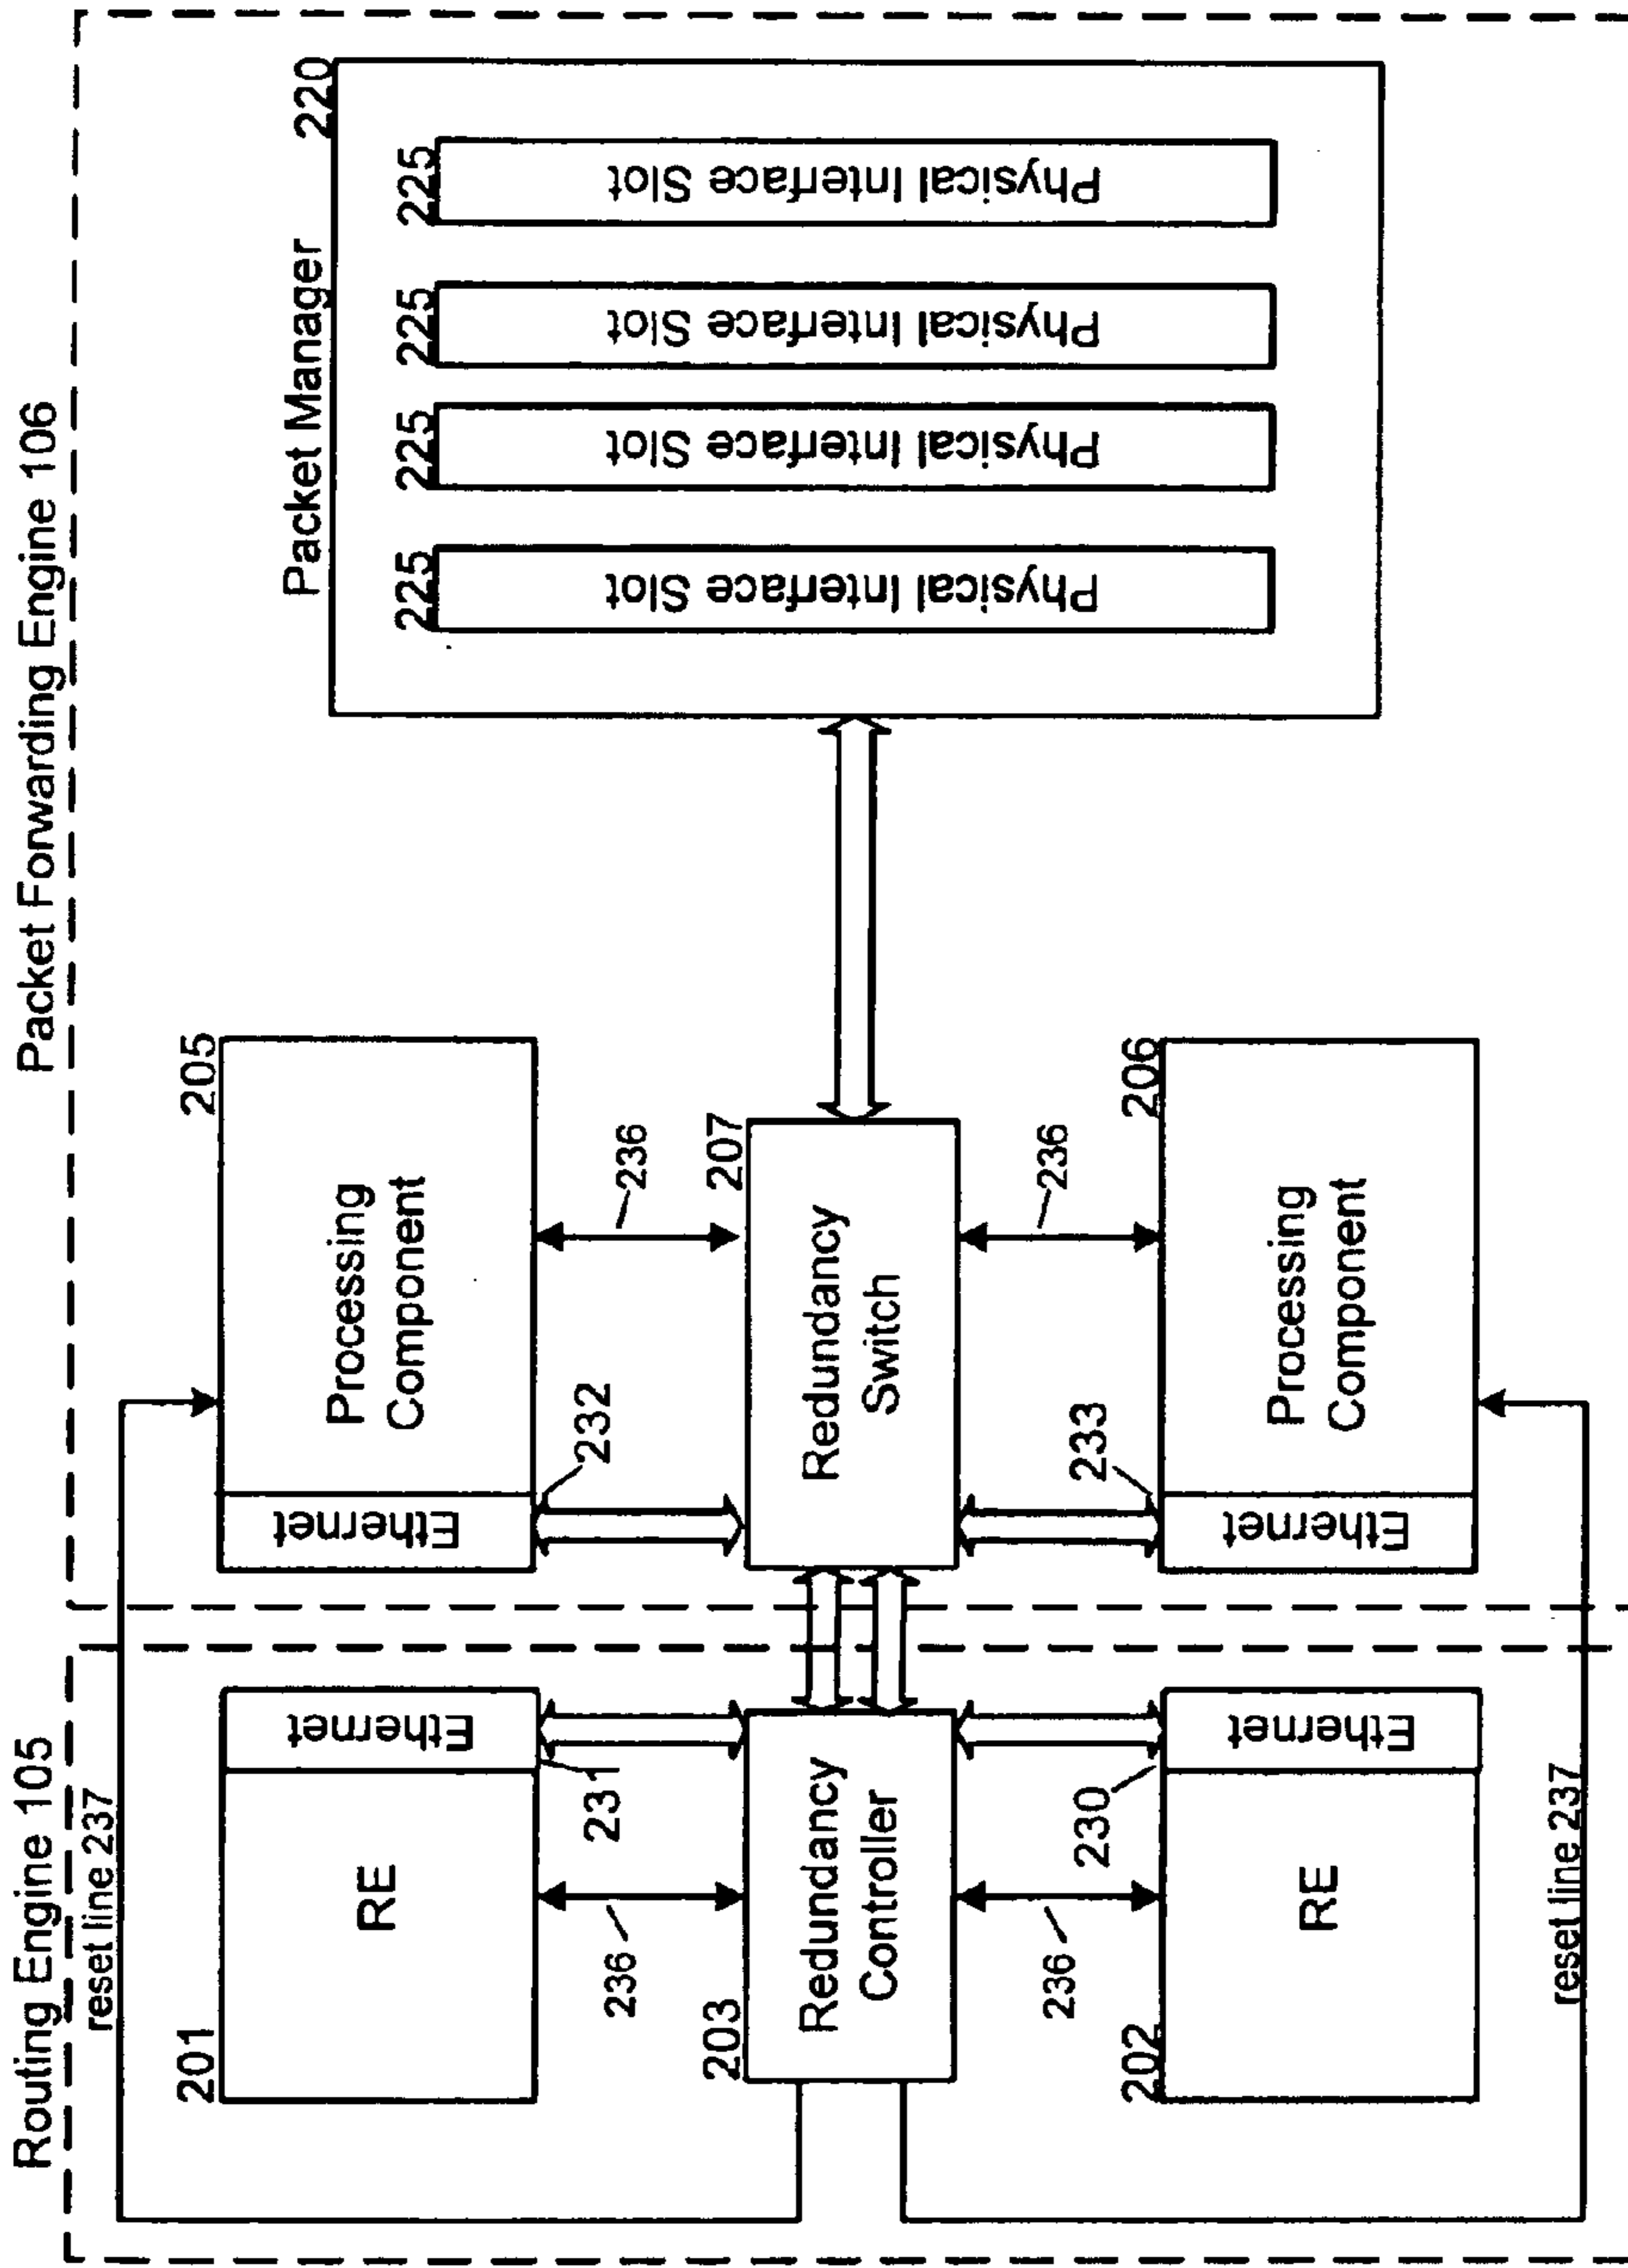 Routing Engine 105
Packet Forwarding Engine 106
reset line 237
201
RE
Ethernet
231
236
203
Redundancy
Controller
236
230
202
RE
Ethernet
reset line 237
205
Processing
Component
Ethernet
232
236
207
Redundancy
Switch
236
233
206
Processing
Component
Ethernet
Packet Manager
220
225
Physical Interface Slot
225
Physical Interface Slot
225
Physical Interface Slot
225
Physical Interface Slot